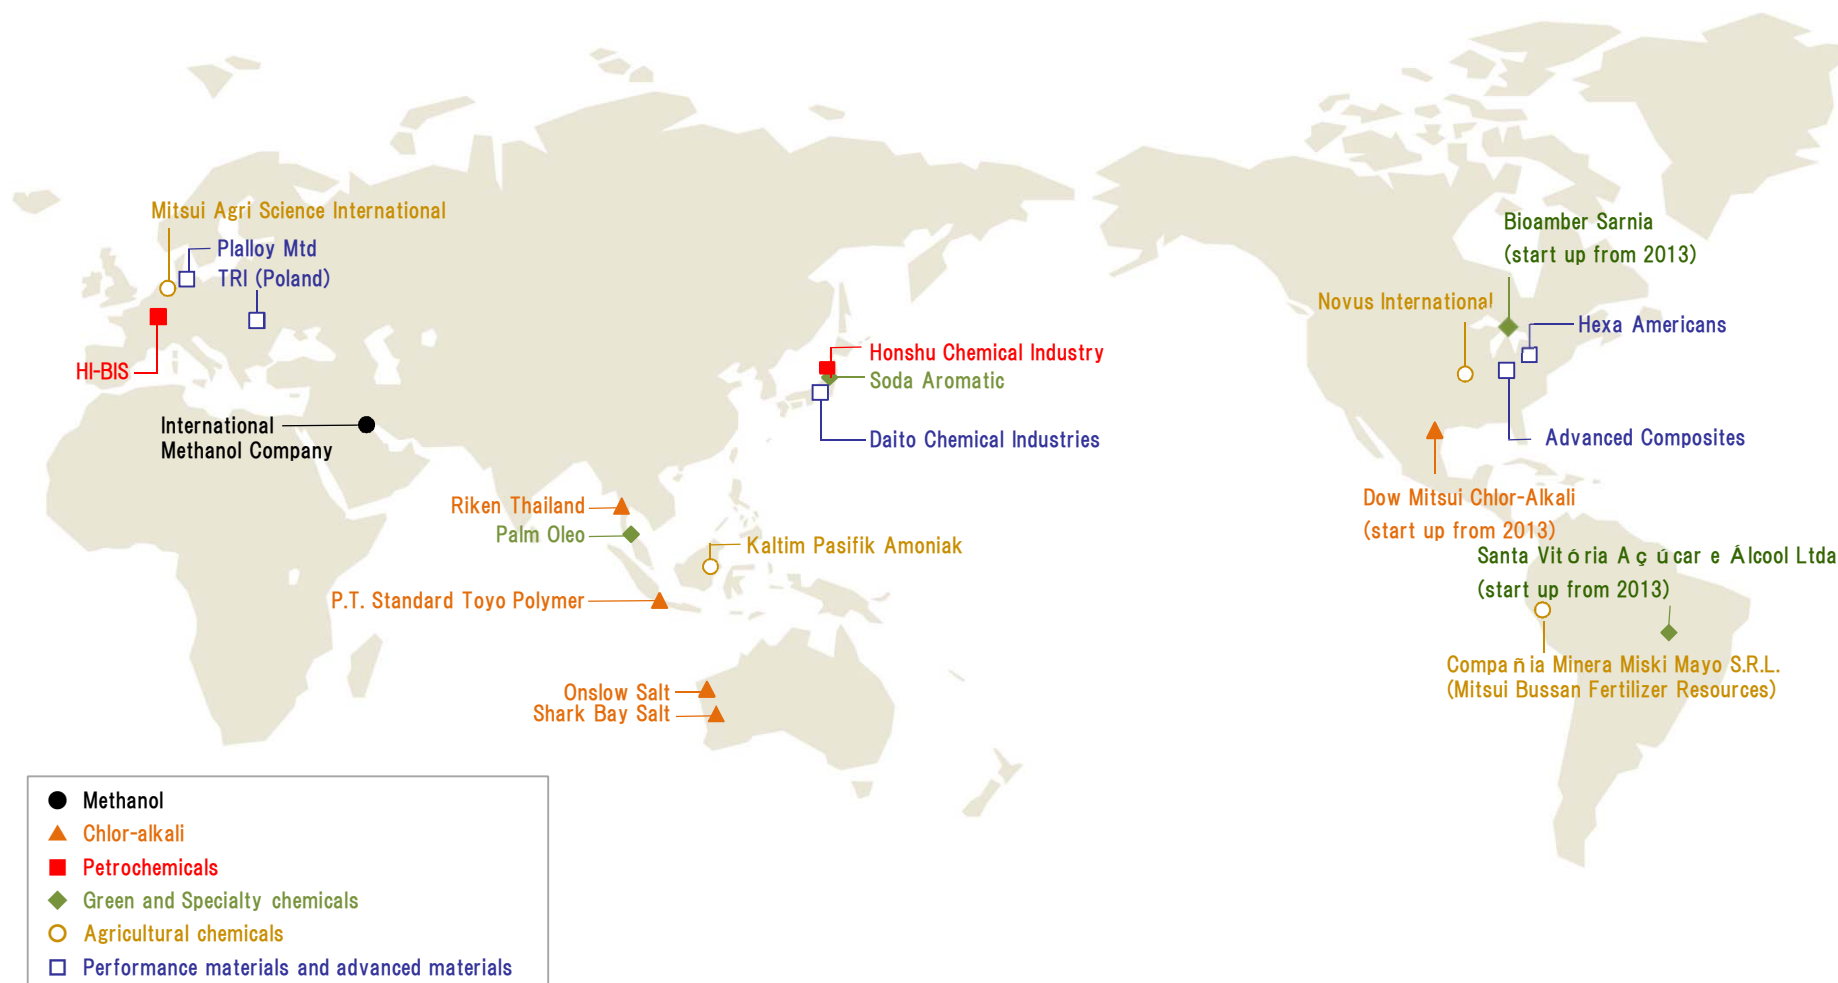 Mitsui Agri Science International
Plalloy Mtd
TRI (Poland)
HI-BIS
International
Methanol Company
Honshu Chemical Industry
Soda Aromatic
Daito Chemical Industries
Riken Thailand
Palm Oleo
Kaltim Pasifik Amoniak
P.T. Standard Toyo Polymer
Onslow Salt
Shark Bay Salt
Bioamber Sarnia
(start up from 2013)
Novus International
Hexa Americans
Advanced Composites
Dow Mitsui Chlor-Alkali
(start up from 2013)
Santa Vitória Açúcar e Álcool Ltda
(start up from 2013)
Compañia Minera Miski Mayo S.R.L.
(Mitsui Bussan Fertilizer Resources)
Methanol
Chlor-alkali
Petrochemicals
Green and Specialty chemicals
Agricultural chemicals
Performance materials and advanced materials